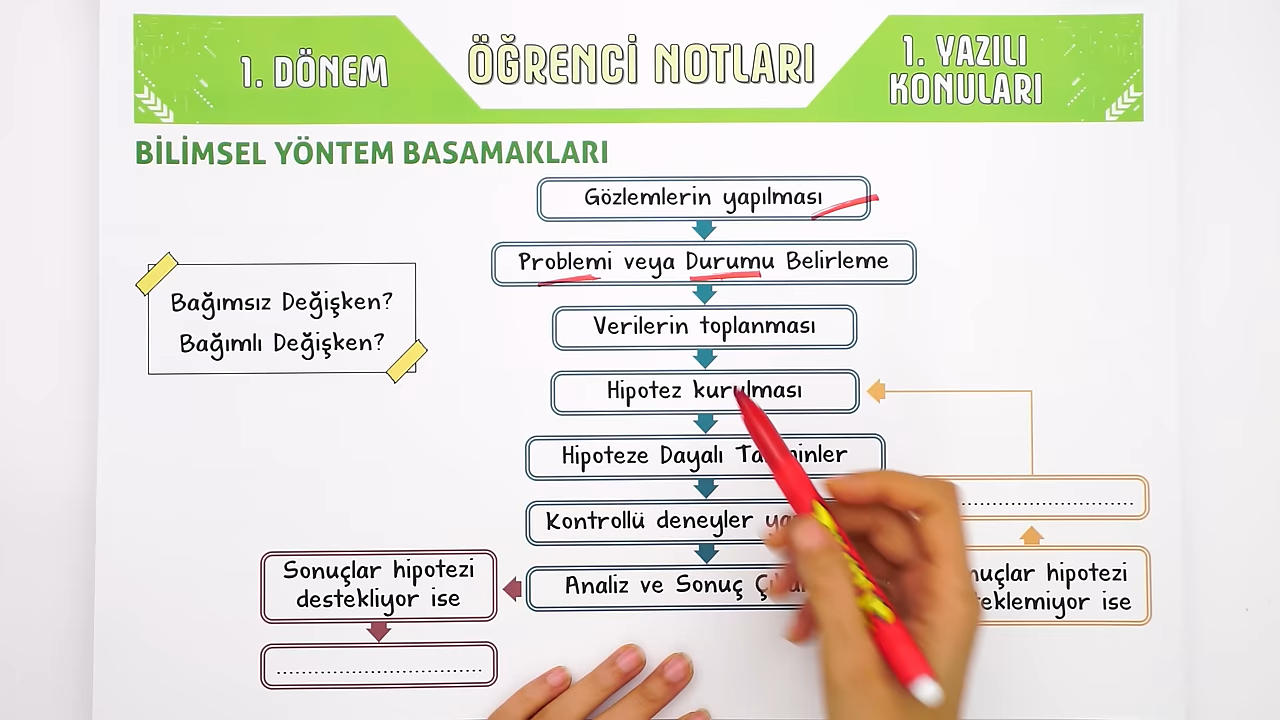 1. DÖNEM
ÖĞRENCİ NOTLARI
1. YAZILI
KONULARI
BİLİMSEL YÖNTEM BASAMAKLARI
Gözlemlerin yapılması
Problemi veya Durumu Belirleme
Bağımsız Değişken?
Bağımlı Değişken?
Verilerin toplanması
Hipotez kurulması
Hipoteze Dayalı
Kontrollü deneyler
Analiz ve Sonuç
Sonuçlar hipotezi
destekliyor ise
hipotezi
ise